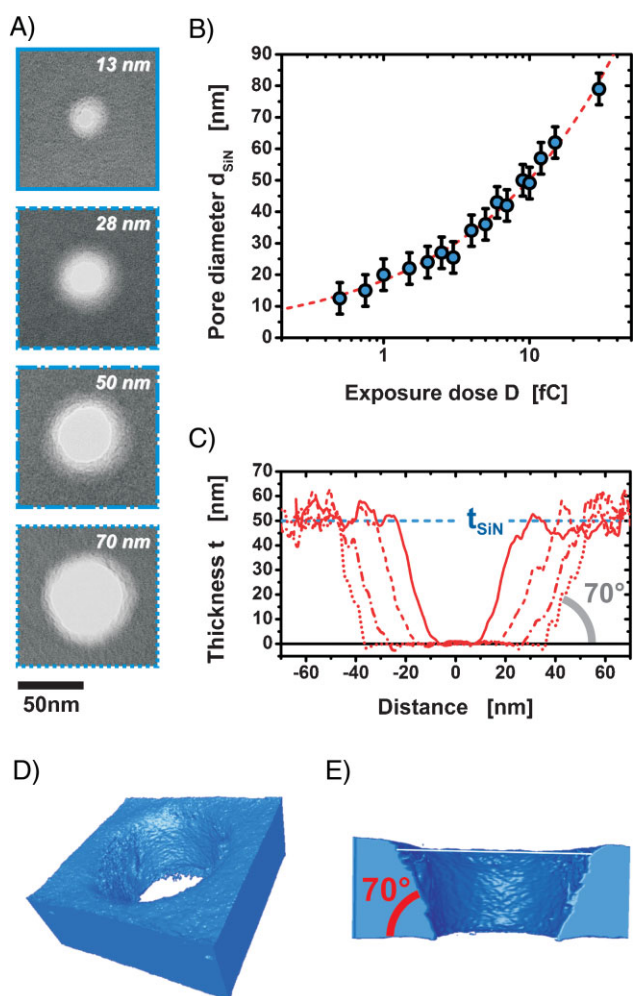 A)
13 nm
28 nm
50 nm
70 nm
50nm
B)
Pore diameter d_SiN [nm]
90
80
70
60
50
40
30
20
10
0
1
10
Exposure dose D [fC]
C)
Thickness t [nm]
70
60
50
40
30
20
10
0
t_SiN
70°
-60
-40
-20
0
20
40
60
Distance [nm]
D)
E)
70°